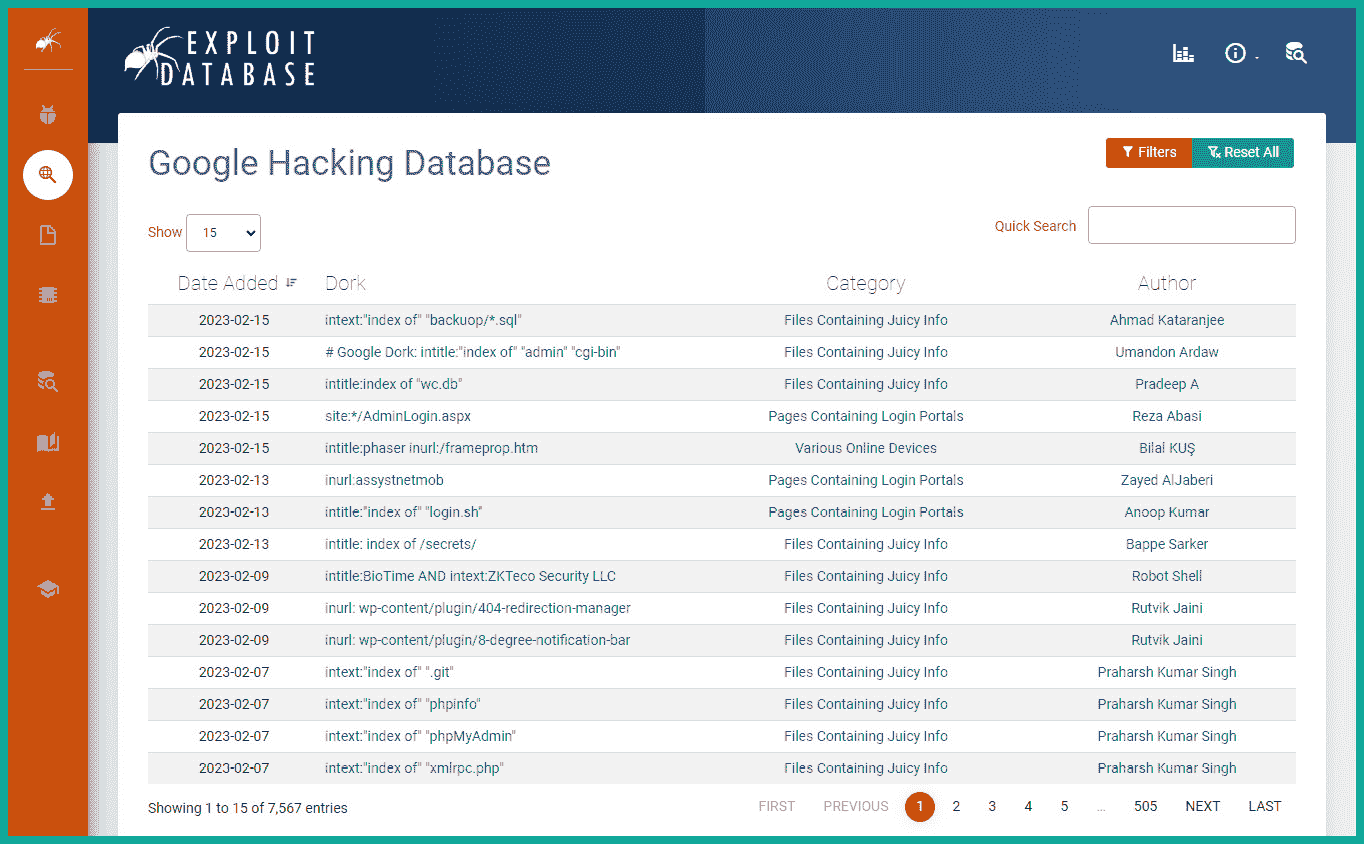 EXPLOIT
DATABASE
Google Hacking Database
Filters
Reset All
Show 15
Quick Search
Date Added Dork Category Author
2023-02-15 intext:"index of" "backuop/*.sql" Files Containing Juicy Info Ahmad Kataranjee
2023-02-15 # Google Dork: intitle:"index of" "admin" "cgi-bin" Files Containing Juicy Info Umandon Ardaw
2023-02-15 intitle:index of "wc.db" Files Containing Juicy Info Pradeep A
2023-02-15 site:*/AdminLogin.aspx Pages Containing Login Portals Reza Abasi
2023-02-15 intitle:phaser inurl:/frameprop.htm Various Online Devices Bilal KUŞ
2023-02-13 inurl:assystnetmob Pages Containing Login Portals Zayed AlJaberi
2023-02-13 intitle:"index of" "login.sh" Pages Containing Login Portals Anoop Kumar
2023-02-13 intitle: index of /secrets/ Files Containing Juicy Info Bappe Sarker
2023-02-09 intitle:BioTime AND intext:ZKTeco Security LLC Files Containing Juicy Info Robot Shell
2023-02-09 inurl: wp-content/plugin/404-redirection-manager Files Containing Juicy Info Rutvik Jaini
2023-02-09 inurl: wp-content/plugin/8-degree-notification-bar Files Containing Juicy Info Rutvik Jaini
2023-02-07 intext:"index of" ".git" Files Containing Juicy Info Praharsh Kumar Singh
2023-02-07 intext:"index of" "phpinfo" Files Containing Juicy Info Praharsh Kumar Singh
2023-02-07 intext:"index of" "phpMyAdmin" Files Containing Juicy Info Praharsh Kumar Singh
2023-02-07 intext:"index of" "xmlrpc.php" Files Containing Juicy Info Praharsh Kumar Singh
Showing 1 to 15 of 7,567 entries
FIRST PREVIOUS 1 2 3 4 5 … 505 NEXT LAST